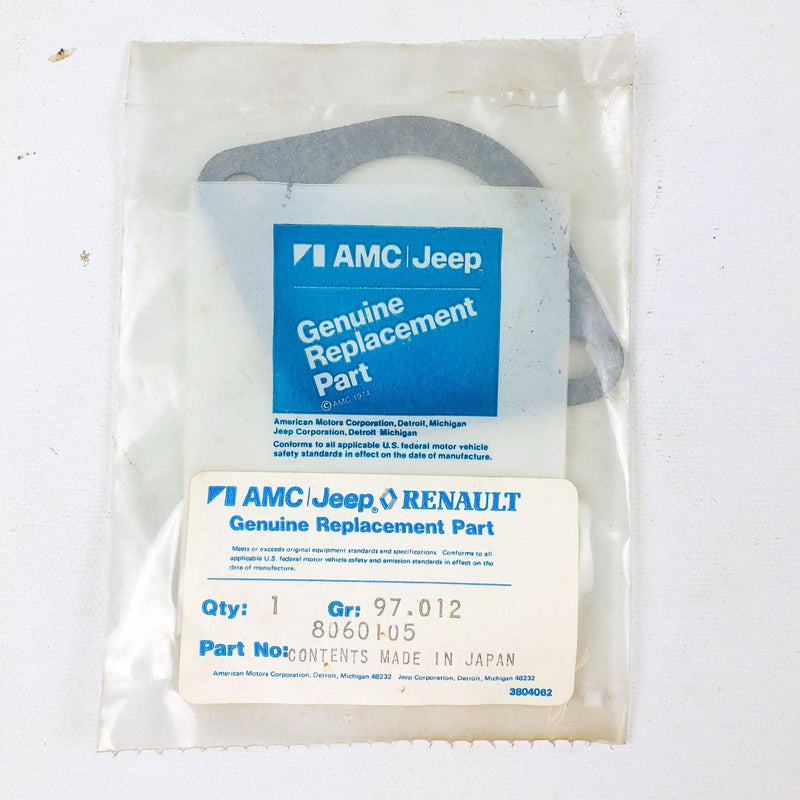 AMC|Jeep®
Genuine
Replacement
Part
©AMC 1974
American Motors Corporation, Detroit, Michigan
Jeep Corporation, Detroit Michigan
Conforms to all applicable U.S. federal motor vehicle
safety standards in effect on the date of manufacture.
AMC|Jeep® RENAULT
Genuine Replacement Part
Meets or exceeds original equipment standards and specifications. Conforms to all
applicable U.S. federal motor vehicle safety and emission standards in effect on the
date of manufacture.
Qty: 1 Gr: 97.012
8060105
Part No: CONTENTS MADE IN JAPAN
American Motors Corporation, Detroit, Michigan 48232 Jeep Corporation, Detroit, Michigan 48232
3804062